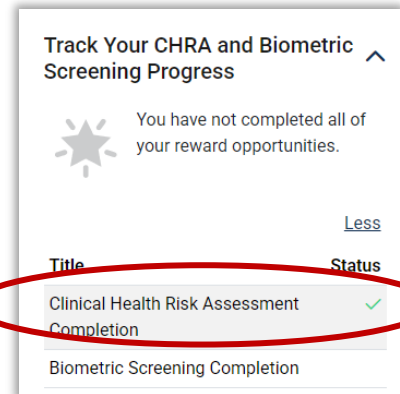 Track Your CHRA and Biometric
Screening Progress
You have not completed all of
your reward opportunities.
Less
Title Status
Clinical Health Risk Assessment
Completion
Biometric Screening Completion